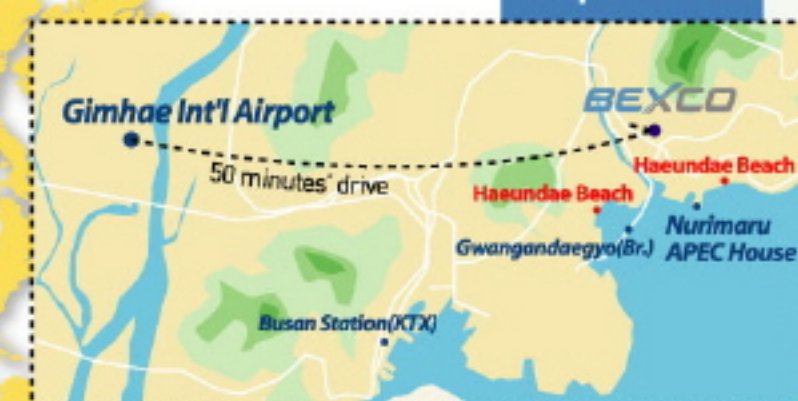 BEXCO
Gimhae Int'l Airport
50 minutes' drive
Haeundae Beach
Haeundae Beach
Nurimaru
APEC House
Gwangandaegyo(Br.)
Busan Station(KTX)